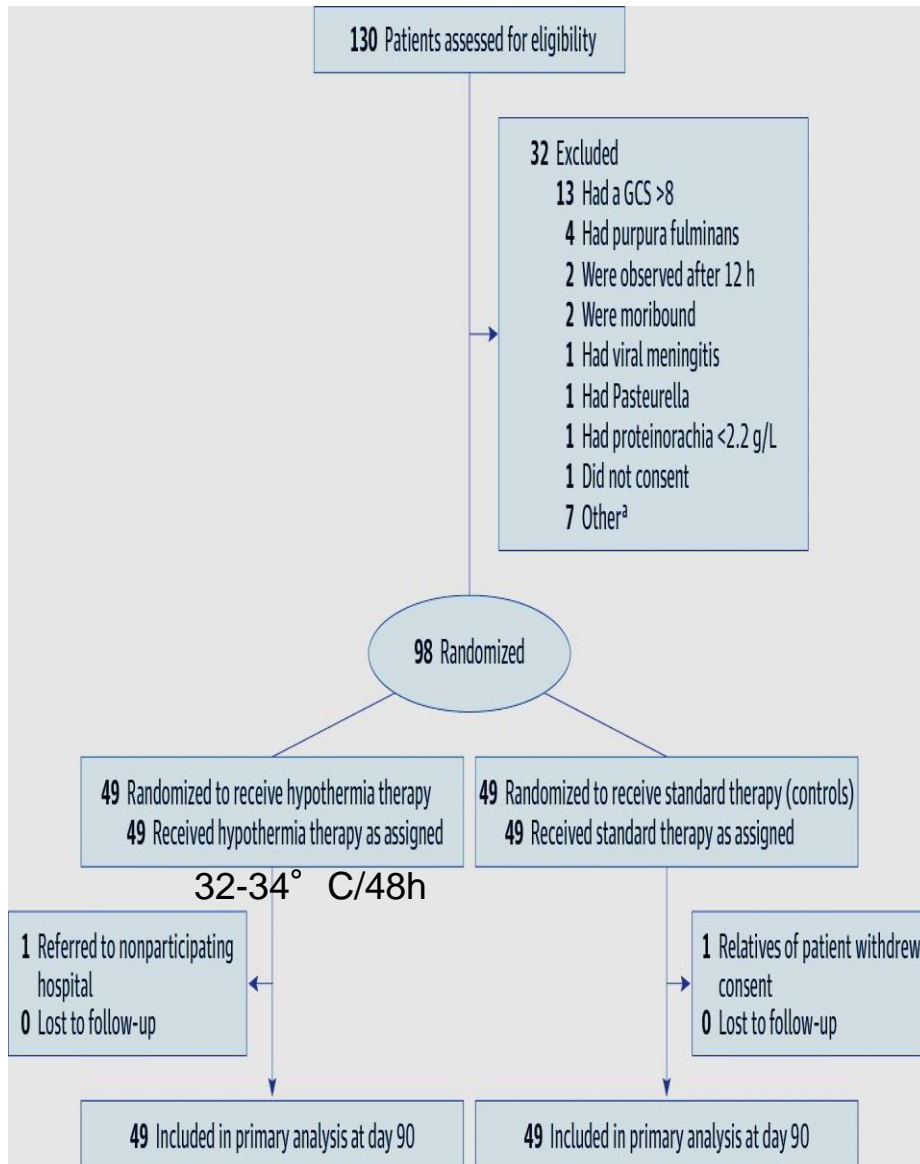 130 Patients assessed for eligibility
32 Excluded
13 Had a GCS >8
4 Had purpura fulminans
2 Were observed after 12 h
2 Were moribound
1 Had viral meningitis
1 Had Pasteurella
1 Had proteinorachia <2.2 g/L
1 Did not consent
7 Otherª
98 Randomized
49 Randomized to receive hypothermia therapy
49 Received hypothermia therapy as assigned
49 Randomized to receive standard therapy (controls)
49 Received standard therapy as assigned
32-34° C/48h
1 Referred to nonparticipating
hospital
0 Lost to follow-up
1 Relatives of patient withdrew
consent
0 Lost to follow-up
49 Included in primary analysis at day 90
49 Included in primary analysis at day 90